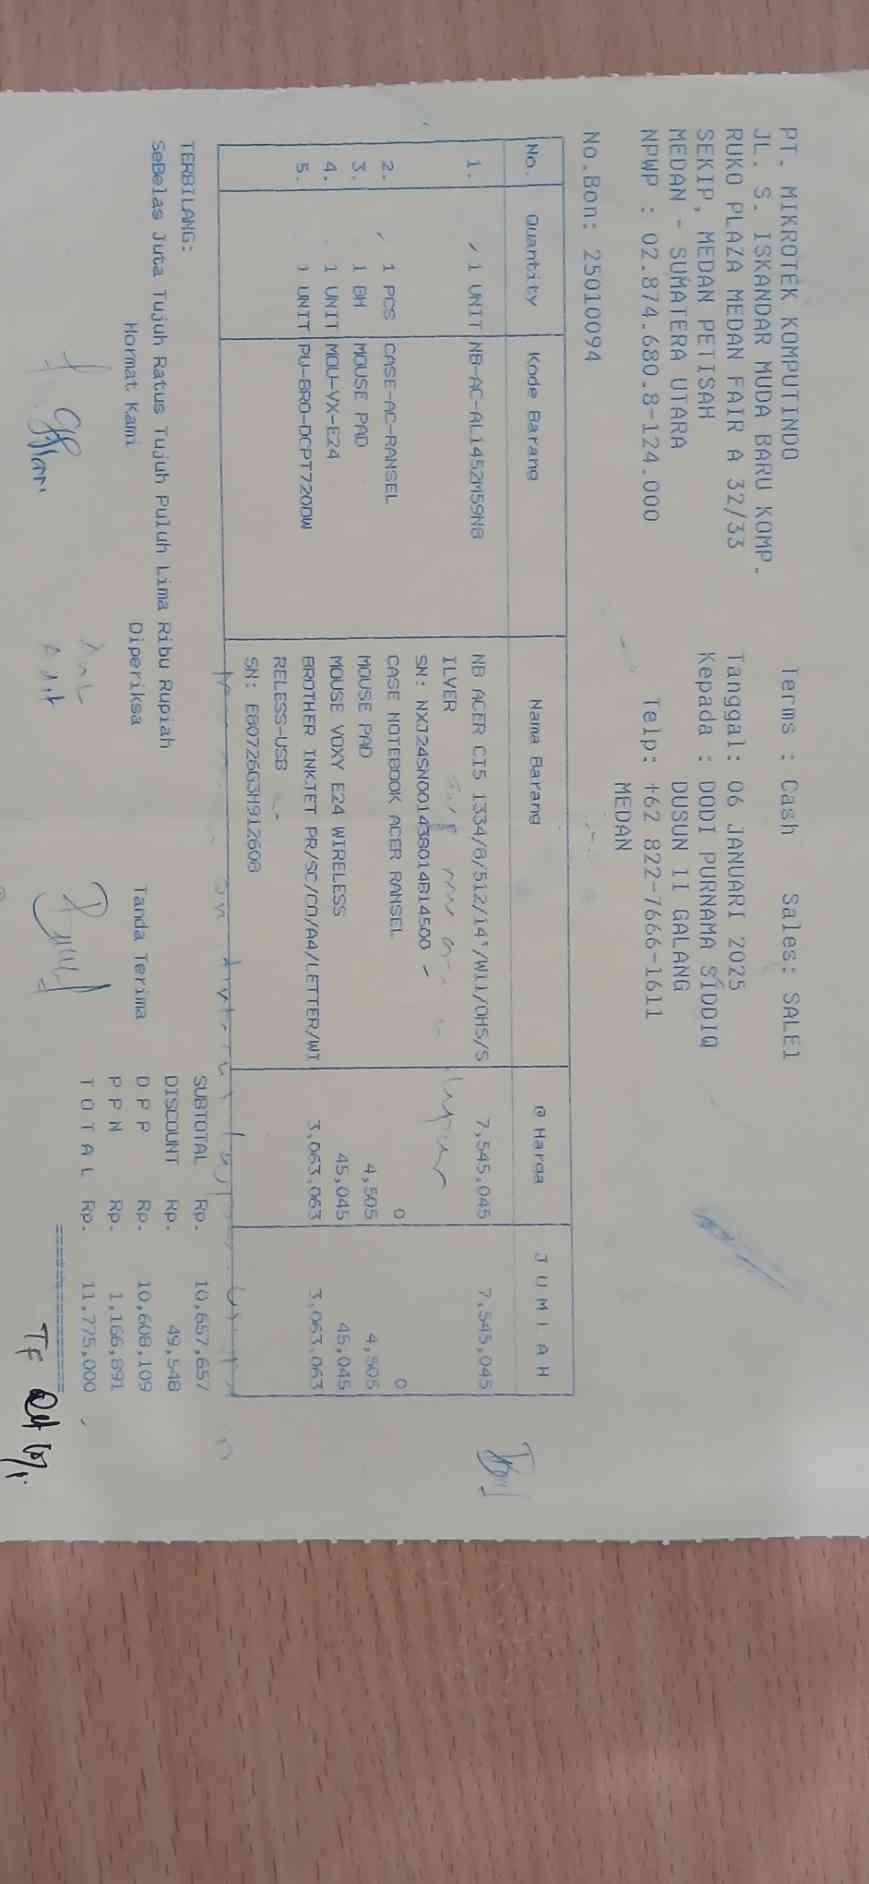 PT. MIKROTEK KOMPUTINDO
JL. S. ISKANDAR MUDA BARU KOMP.
RUKO PLAZA MEDAN FAIR A 32/33
SEKIP, MEDAN PETISAH
MEDAN - SUMATERA UTARA
NPWP : 02.874.680.8-124.000
Terms : Cash Sales: SALE1
Tanggal: 06 JANUARI 2025
Kepada : DODI PURNAMA SIDDIQ
DUSUN II GALANG
Telp: +62 822-7666-1611
MEDAN
No.Bon: 25010094
No. Quantity Kode Barang Nama Barang @ Harga J U M L A H
1. 1 UNIT NB-AC-AL1452M59N8 NB ACER CI5 1334/8/512/14"/W11/OHS/S 7,545,045 7,545,045
ILVER
SN: NXJ24SN00143B014B14500
2. 1 PCS CASE-AC-RANSEL CASE NOTEBOOK ACER RANSEL 0 0
3. 1 BH MOUSE PAD MOUSE PAD 4,505 4,505
4. 1 UNIT MOU-VX-E24 MOUSE VOXY E24 WIRELESS 45,045 45,045
5. 1 UNIT PU-BRO-DCPT720DW BROTHER INKJET PR/SC/CO/A4/LETTER/WI 3,063,063 3,063,063
RELESS-USB
SN: E80726G3H912608
TERBILANG:
SeBelas Juta Tujuh Ratus Tujuh Puluh Lima Ribu Rupiah
Hormat Kami Diperiksa Tanda Terima
SUBTOTAL Rp. 10,657,657
DISCOUNT Rp. 49,548
D P P Rp. 10,608,109
P P N Rp. 1,166,891
T O T A L Rp. 11,775,000
TF